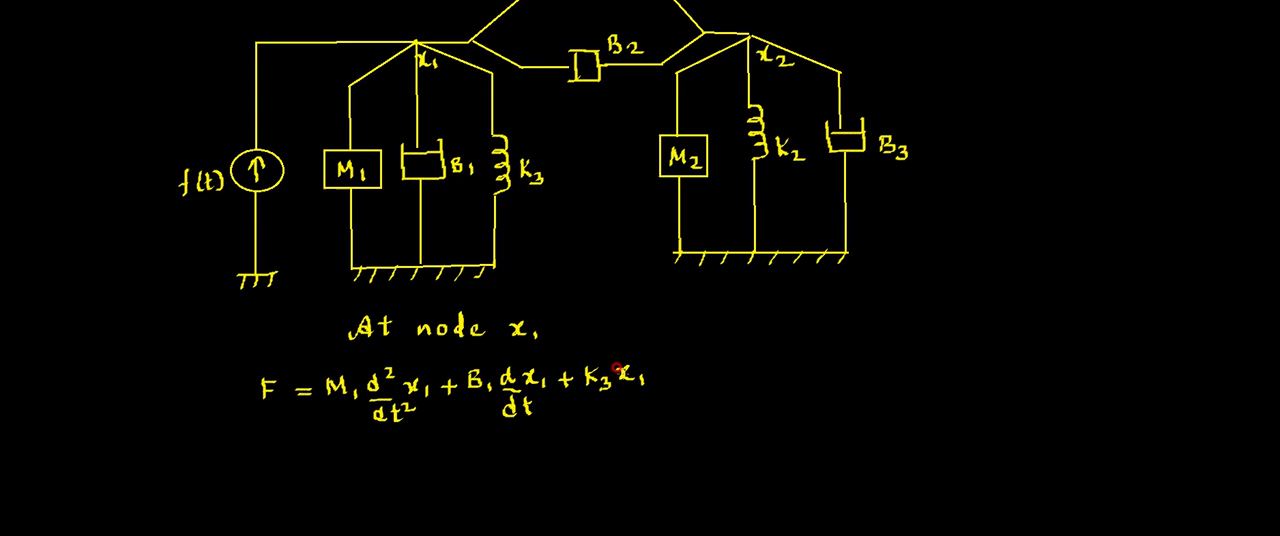 B2
x1
x2
f(t)
M1
B1
K3
M2
K2
B3
At node x1
F = M1 d²/dt² x1 + B1 d/dt x1 + K3 x1